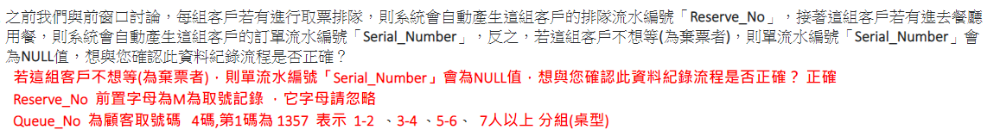 之前我們與前窗口討論，每組客戶若有進行取票排隊，則系統會自動產生這組客戶的排隊流水編號「Reserve_No」，接著這組客戶若有進去餐廳
用餐，則系統會自動產生這組客戶的訂單流水編號「Serial_Number」，反之，若這組客戶不想等(為棄票者)，則單流水編號「Serial_Number」會
為NULL值，想與您確認此資料紀錄流程是否正確？
若這組客戶不想等(為棄票者)，則單流水編號「Serial_Number」會為NULL值，想與您確認此資料紀錄流程是否正確？ 正確
Reserve_No 前置字母為M為取號記錄 ，它字母請忽略
Queue_No 為顧客取號碼 4碼,第1碼為 1357 表示 1-2 、3-4 、5-6、 7人以上 分組(桌型)